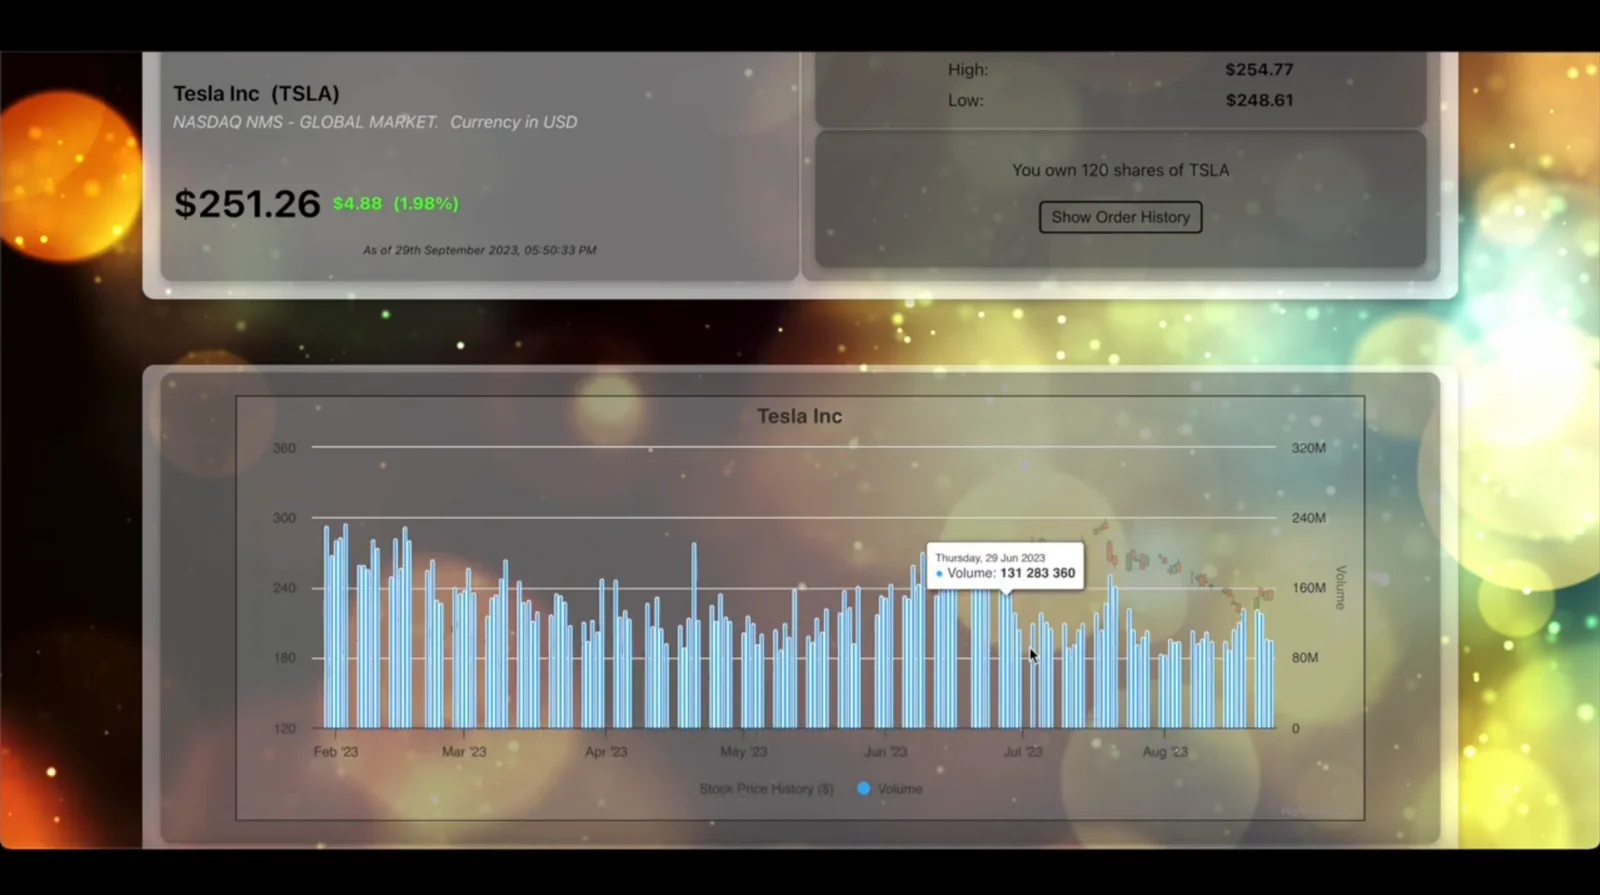 Tesla Inc (TSLA)
NASDAQ NMS - GLOBAL MARKET. Currency in USD
$251.26 $4.88 (1.98%)
As of 29th September 2023, 05:50:33 PM
High: $254.77
Low: $248.61
You own 120 shares of TSLA
Show Order History
Tesla Inc
360
300
240
180
120
320M
240M
160M
80M
0
Volume
Thursday, 29 Jun 2023
Volume: 131 283 360
Feb '23 Mar '23 Apr '23 May '23 Jun '23 Jul '23 Aug '23
Stock Price History ($) Volume